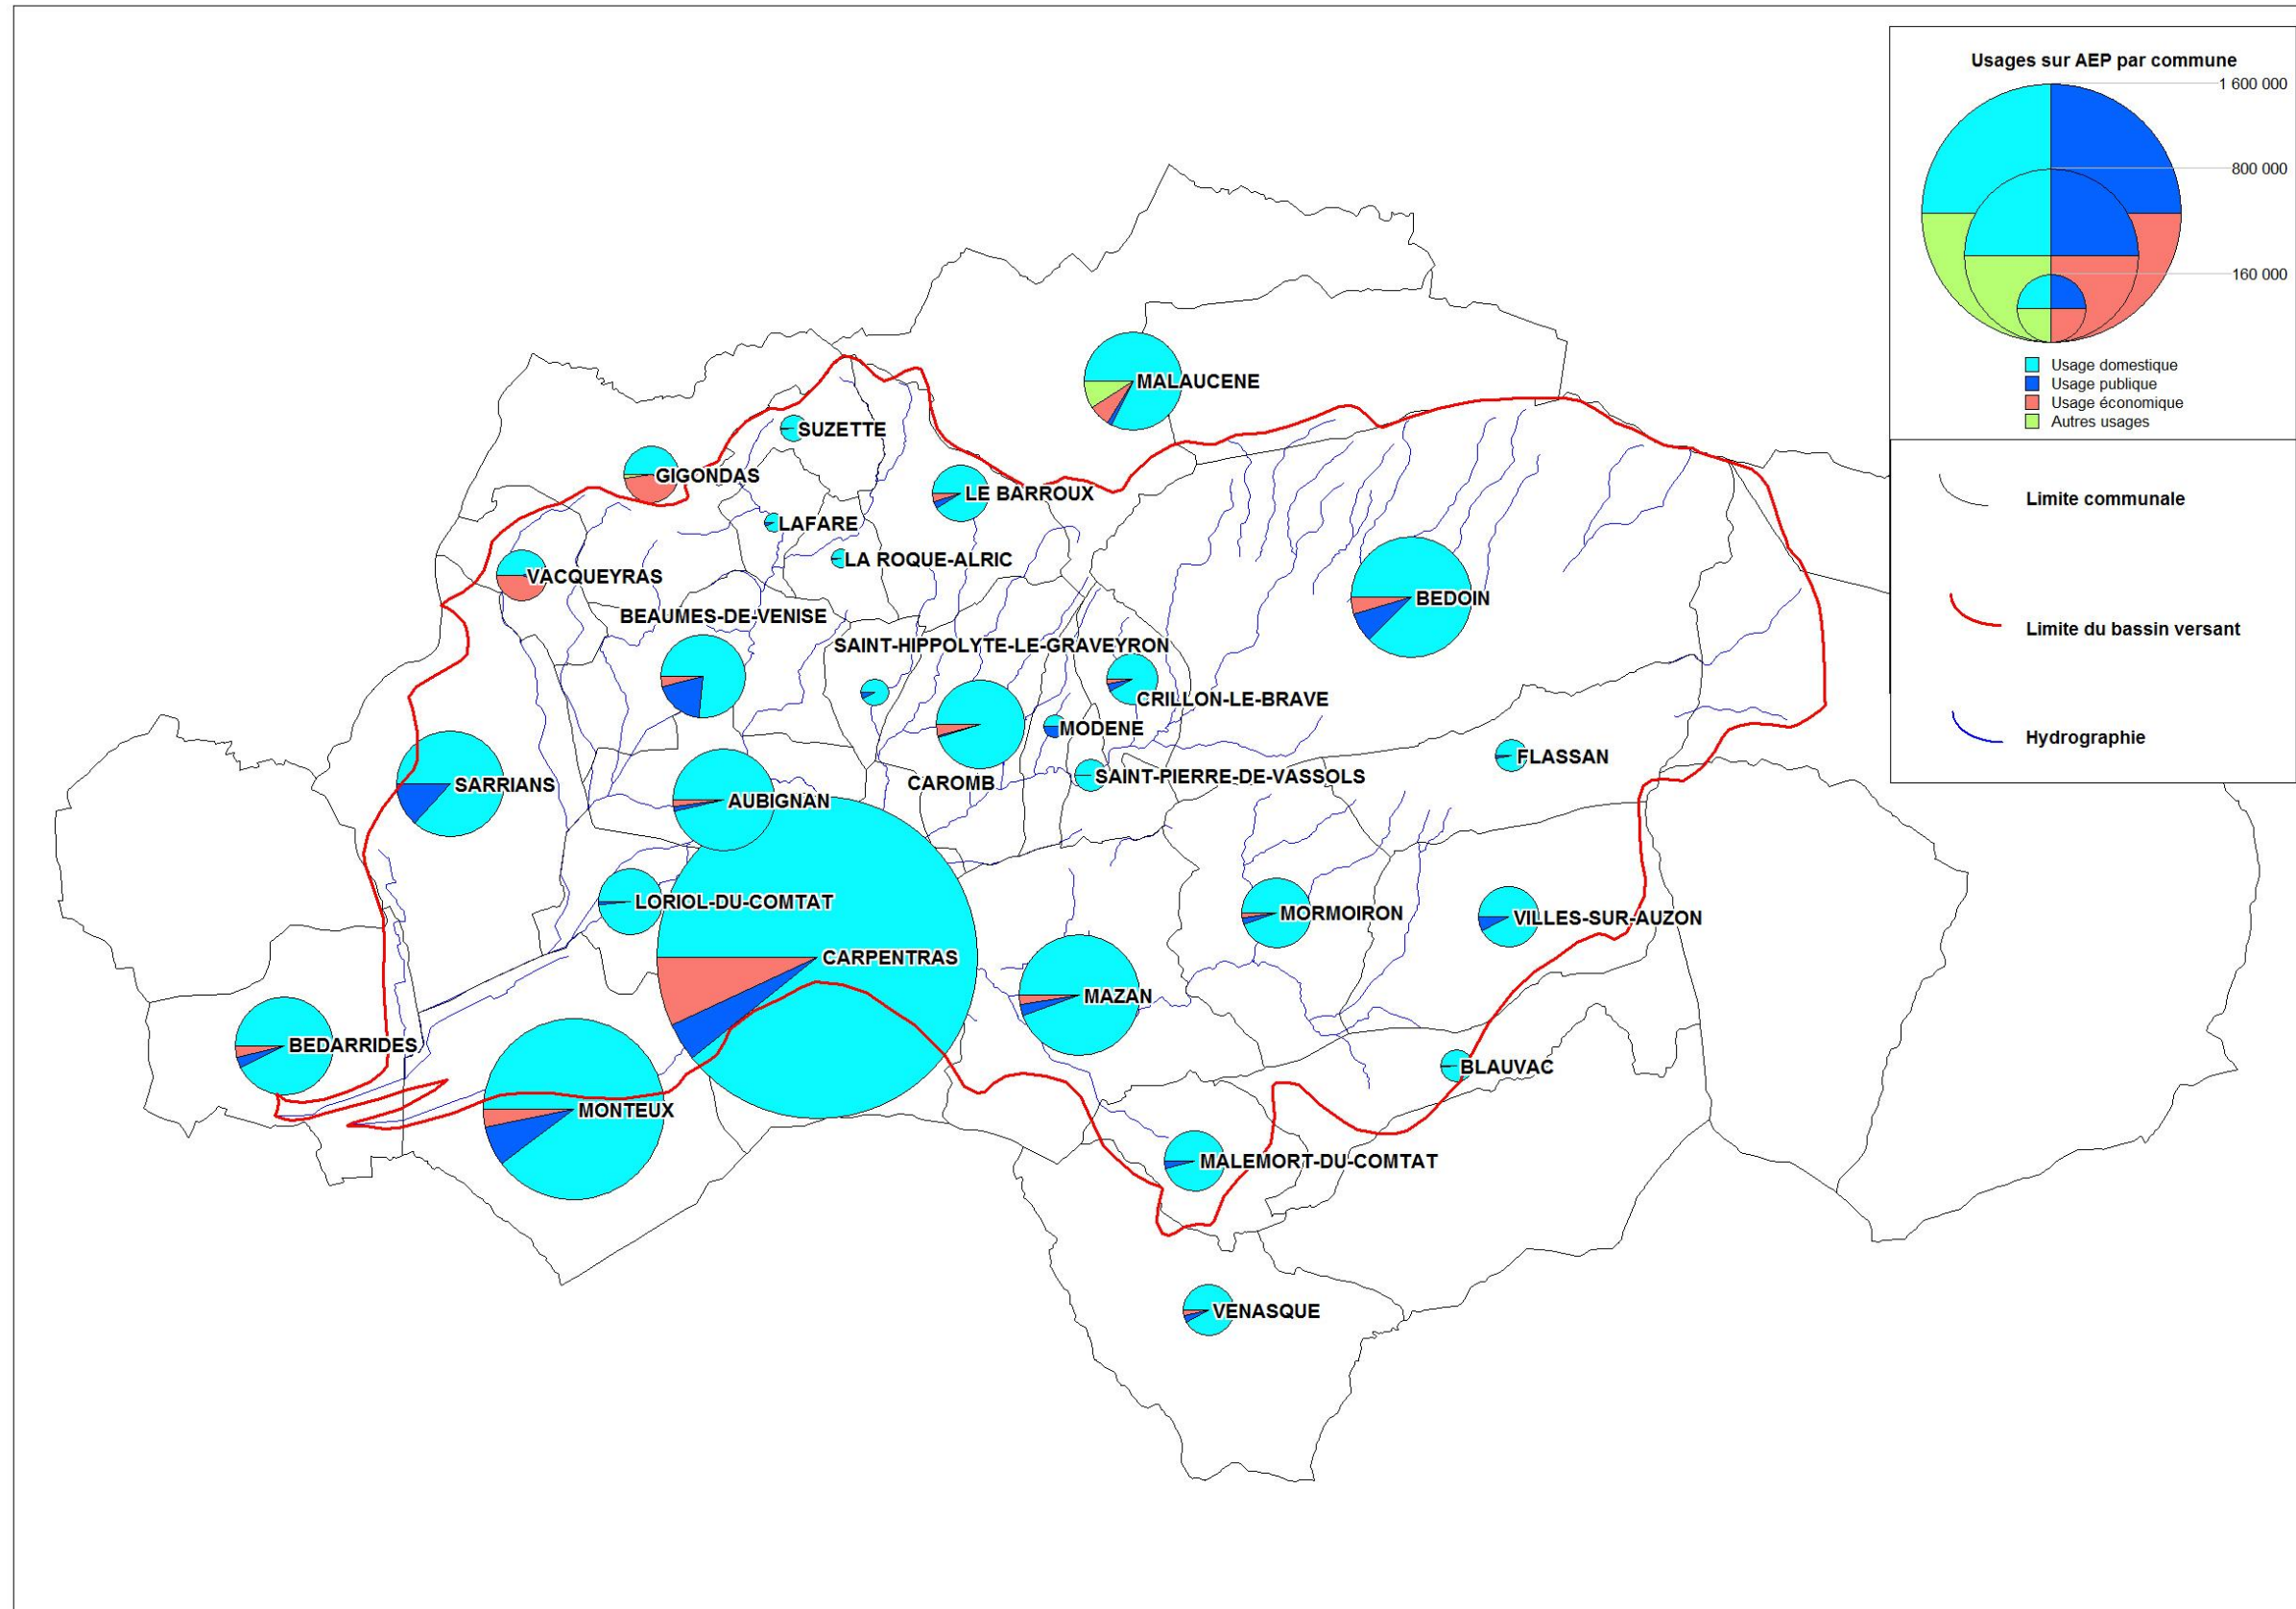 Usages sur AEP par commune
1 600 000
800 000
160 000
Usage domestique
Usage publique
Usage économique
Autres usages
Limite communale
Limite du bassin versant
Hydrographie
MALAUCENE
SUZETTE
GIGONDAS
LE BARROUX
LAFARE
LA ROQUE-ALRIC
VACQUEYRAS
BEDOIN
BEAUMES-DE-VENISE
SAINT-HIPPOLYTE-LE-GRAVEYRON
CRILLON-LE-BRAVE
MODENE
FLASSAN
SAINT-PIERRE-DE-VASSOLS
CAROMB
SARRIANS
AUBIGNAN
LORIOL-DU-COMTAT
MORMOIRON
VILLES-SUR-AUZON
CARPENTRAS
MAZAN
BEDARRIDES
BLAUVAC
MONTEUX
MALEMORT-DU-COMTAT
VENASQUE